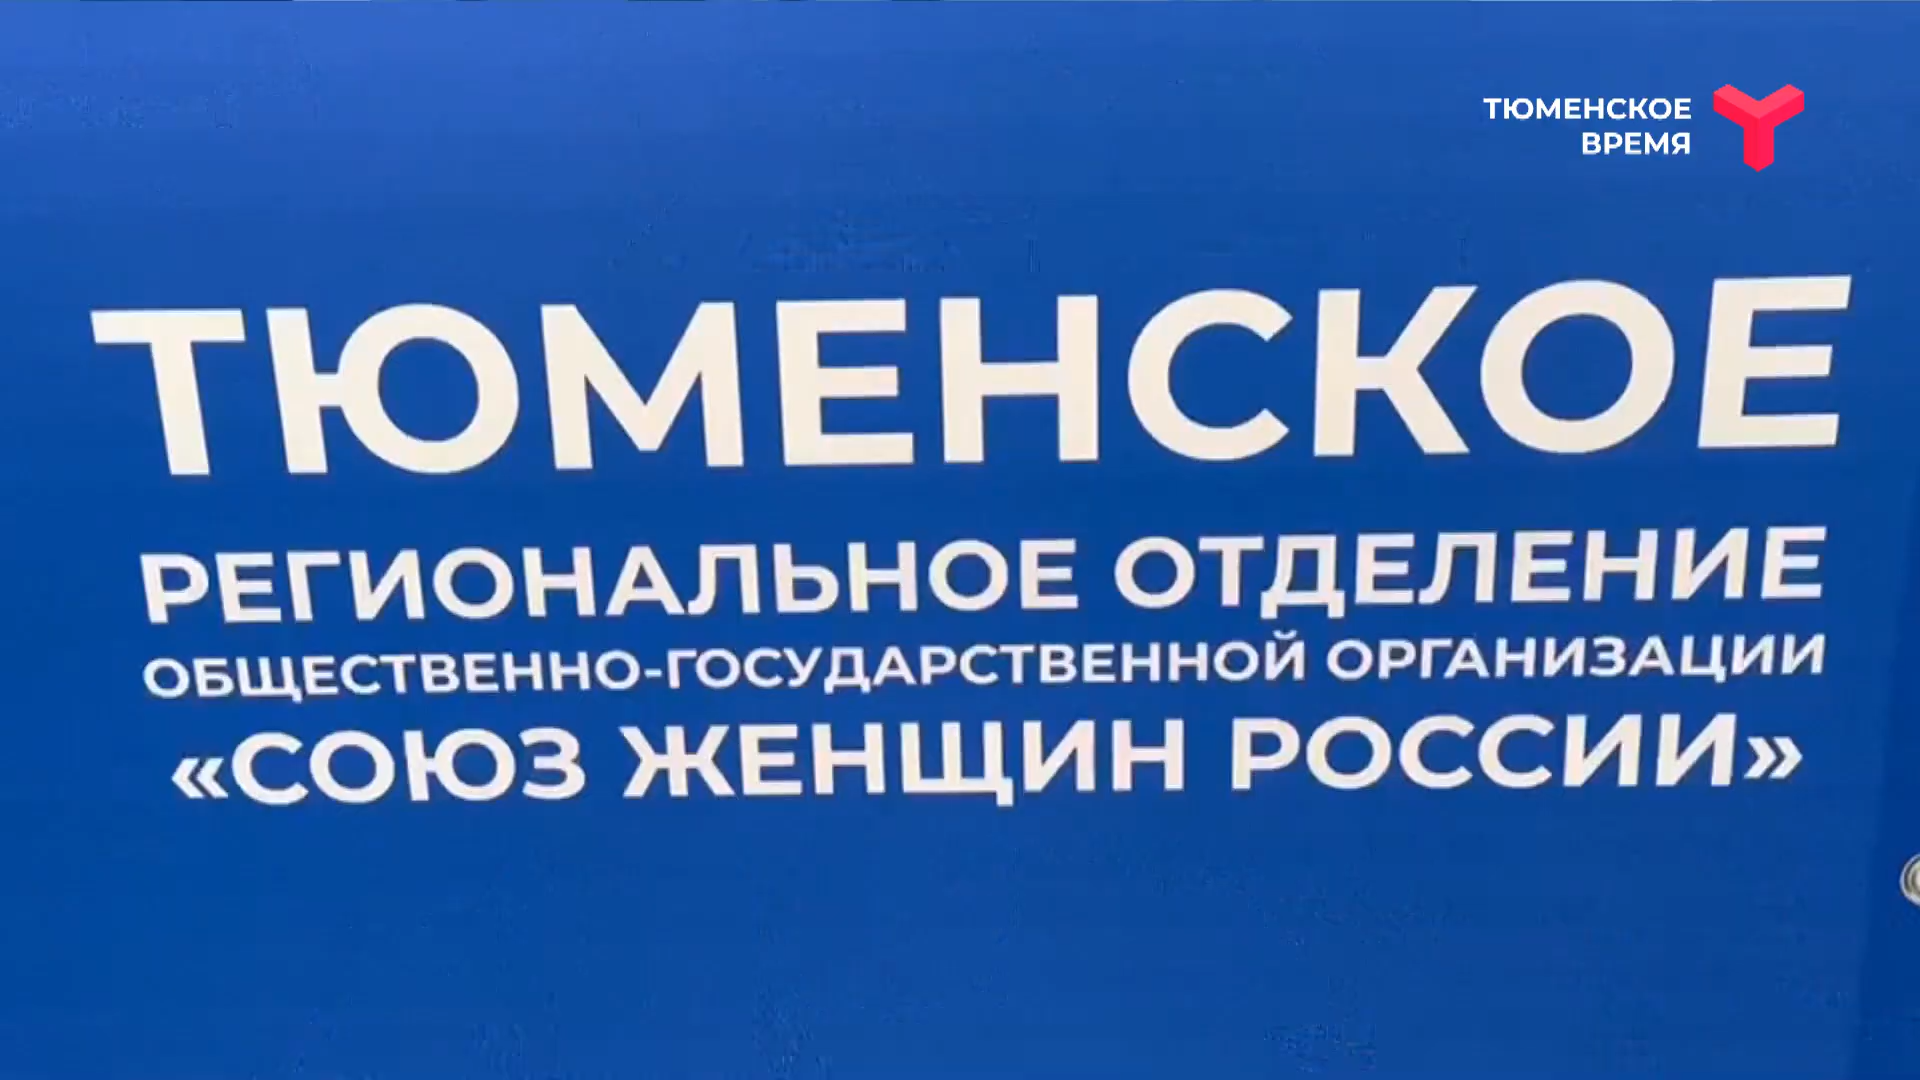 ТЮМЕНСКОЕ
ВРЕМЯ
ТЮМЕНСКОЕ
РЕГИОНАЛЬНОЕ ОТДЕЛЕНИЕ
ОБЩЕСТВЕННО-ГОСУДАРСТВЕННОЙ ОРГАНИЗАЦИИ
«СОЮЗ ЖЕНЩИН РОССИИ»